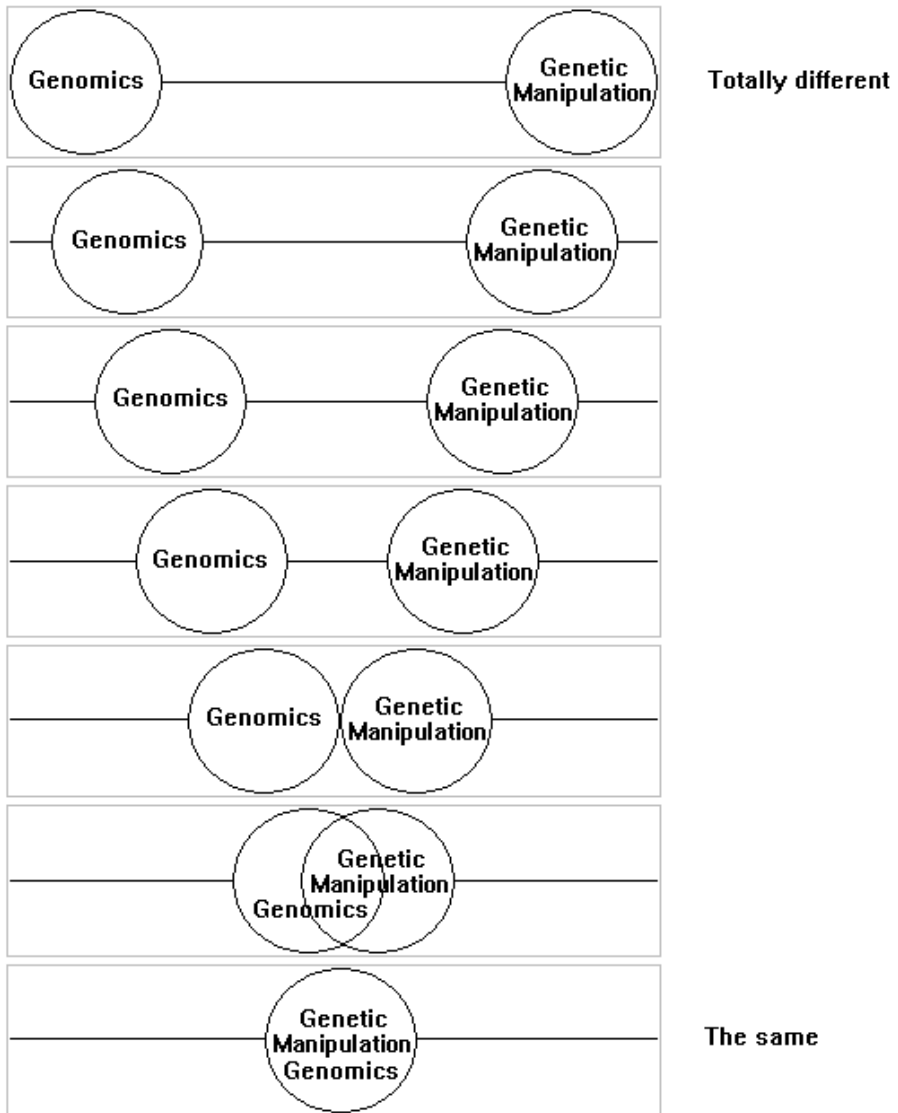 Genomics
Genetic
Manipulation
Totally different
Genomics
Genetic
Manipulation
Genomics
Genetic
Manipulation
Genomics
Genetic
Manipulation
Genomics
Genetic
Manipulation
Genetic
Manipulation
Genomics
Genetic
Manipulation
Genomics
The same